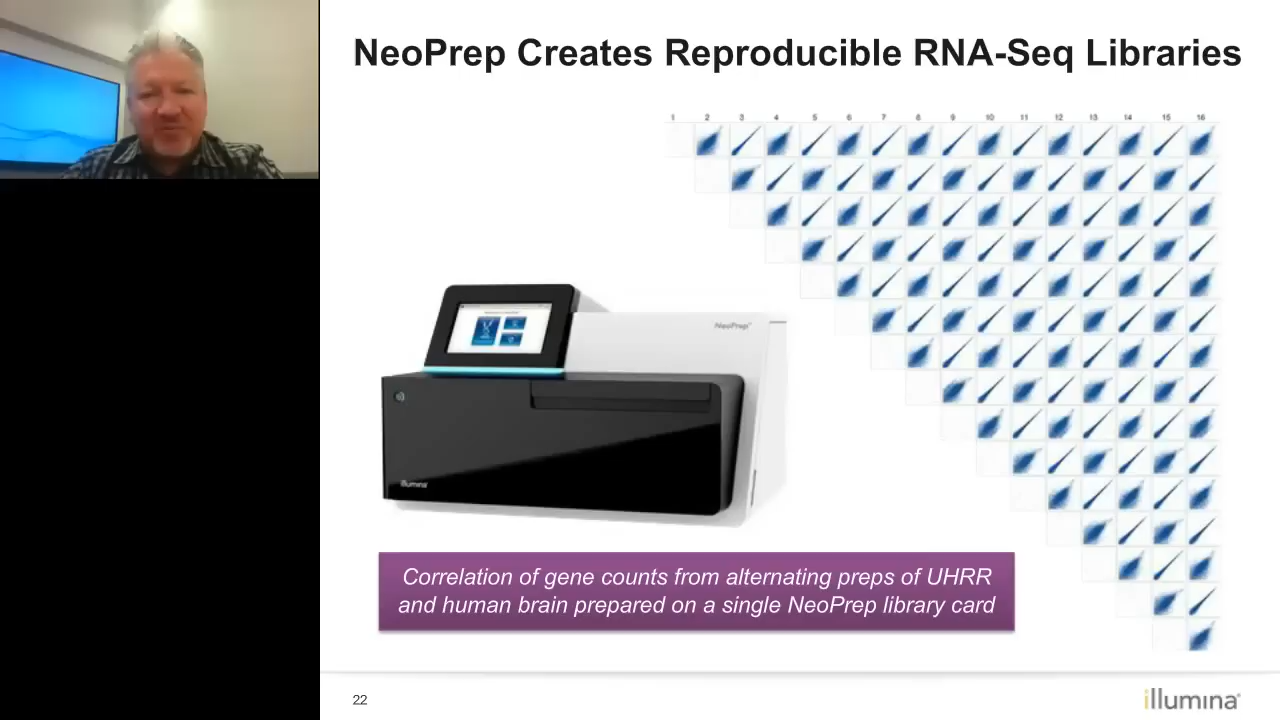 NeoPrep Creates Reproducible RNA-Seq Libraries
1 2 3 4 5 6 7 8 9 10 11 12 13 14 15 16
NeoPrep™
illumina®
Correlation of gene counts from alternating preps of UHRR
and human brain prepared on a single NeoPrep library card
22
illumina®